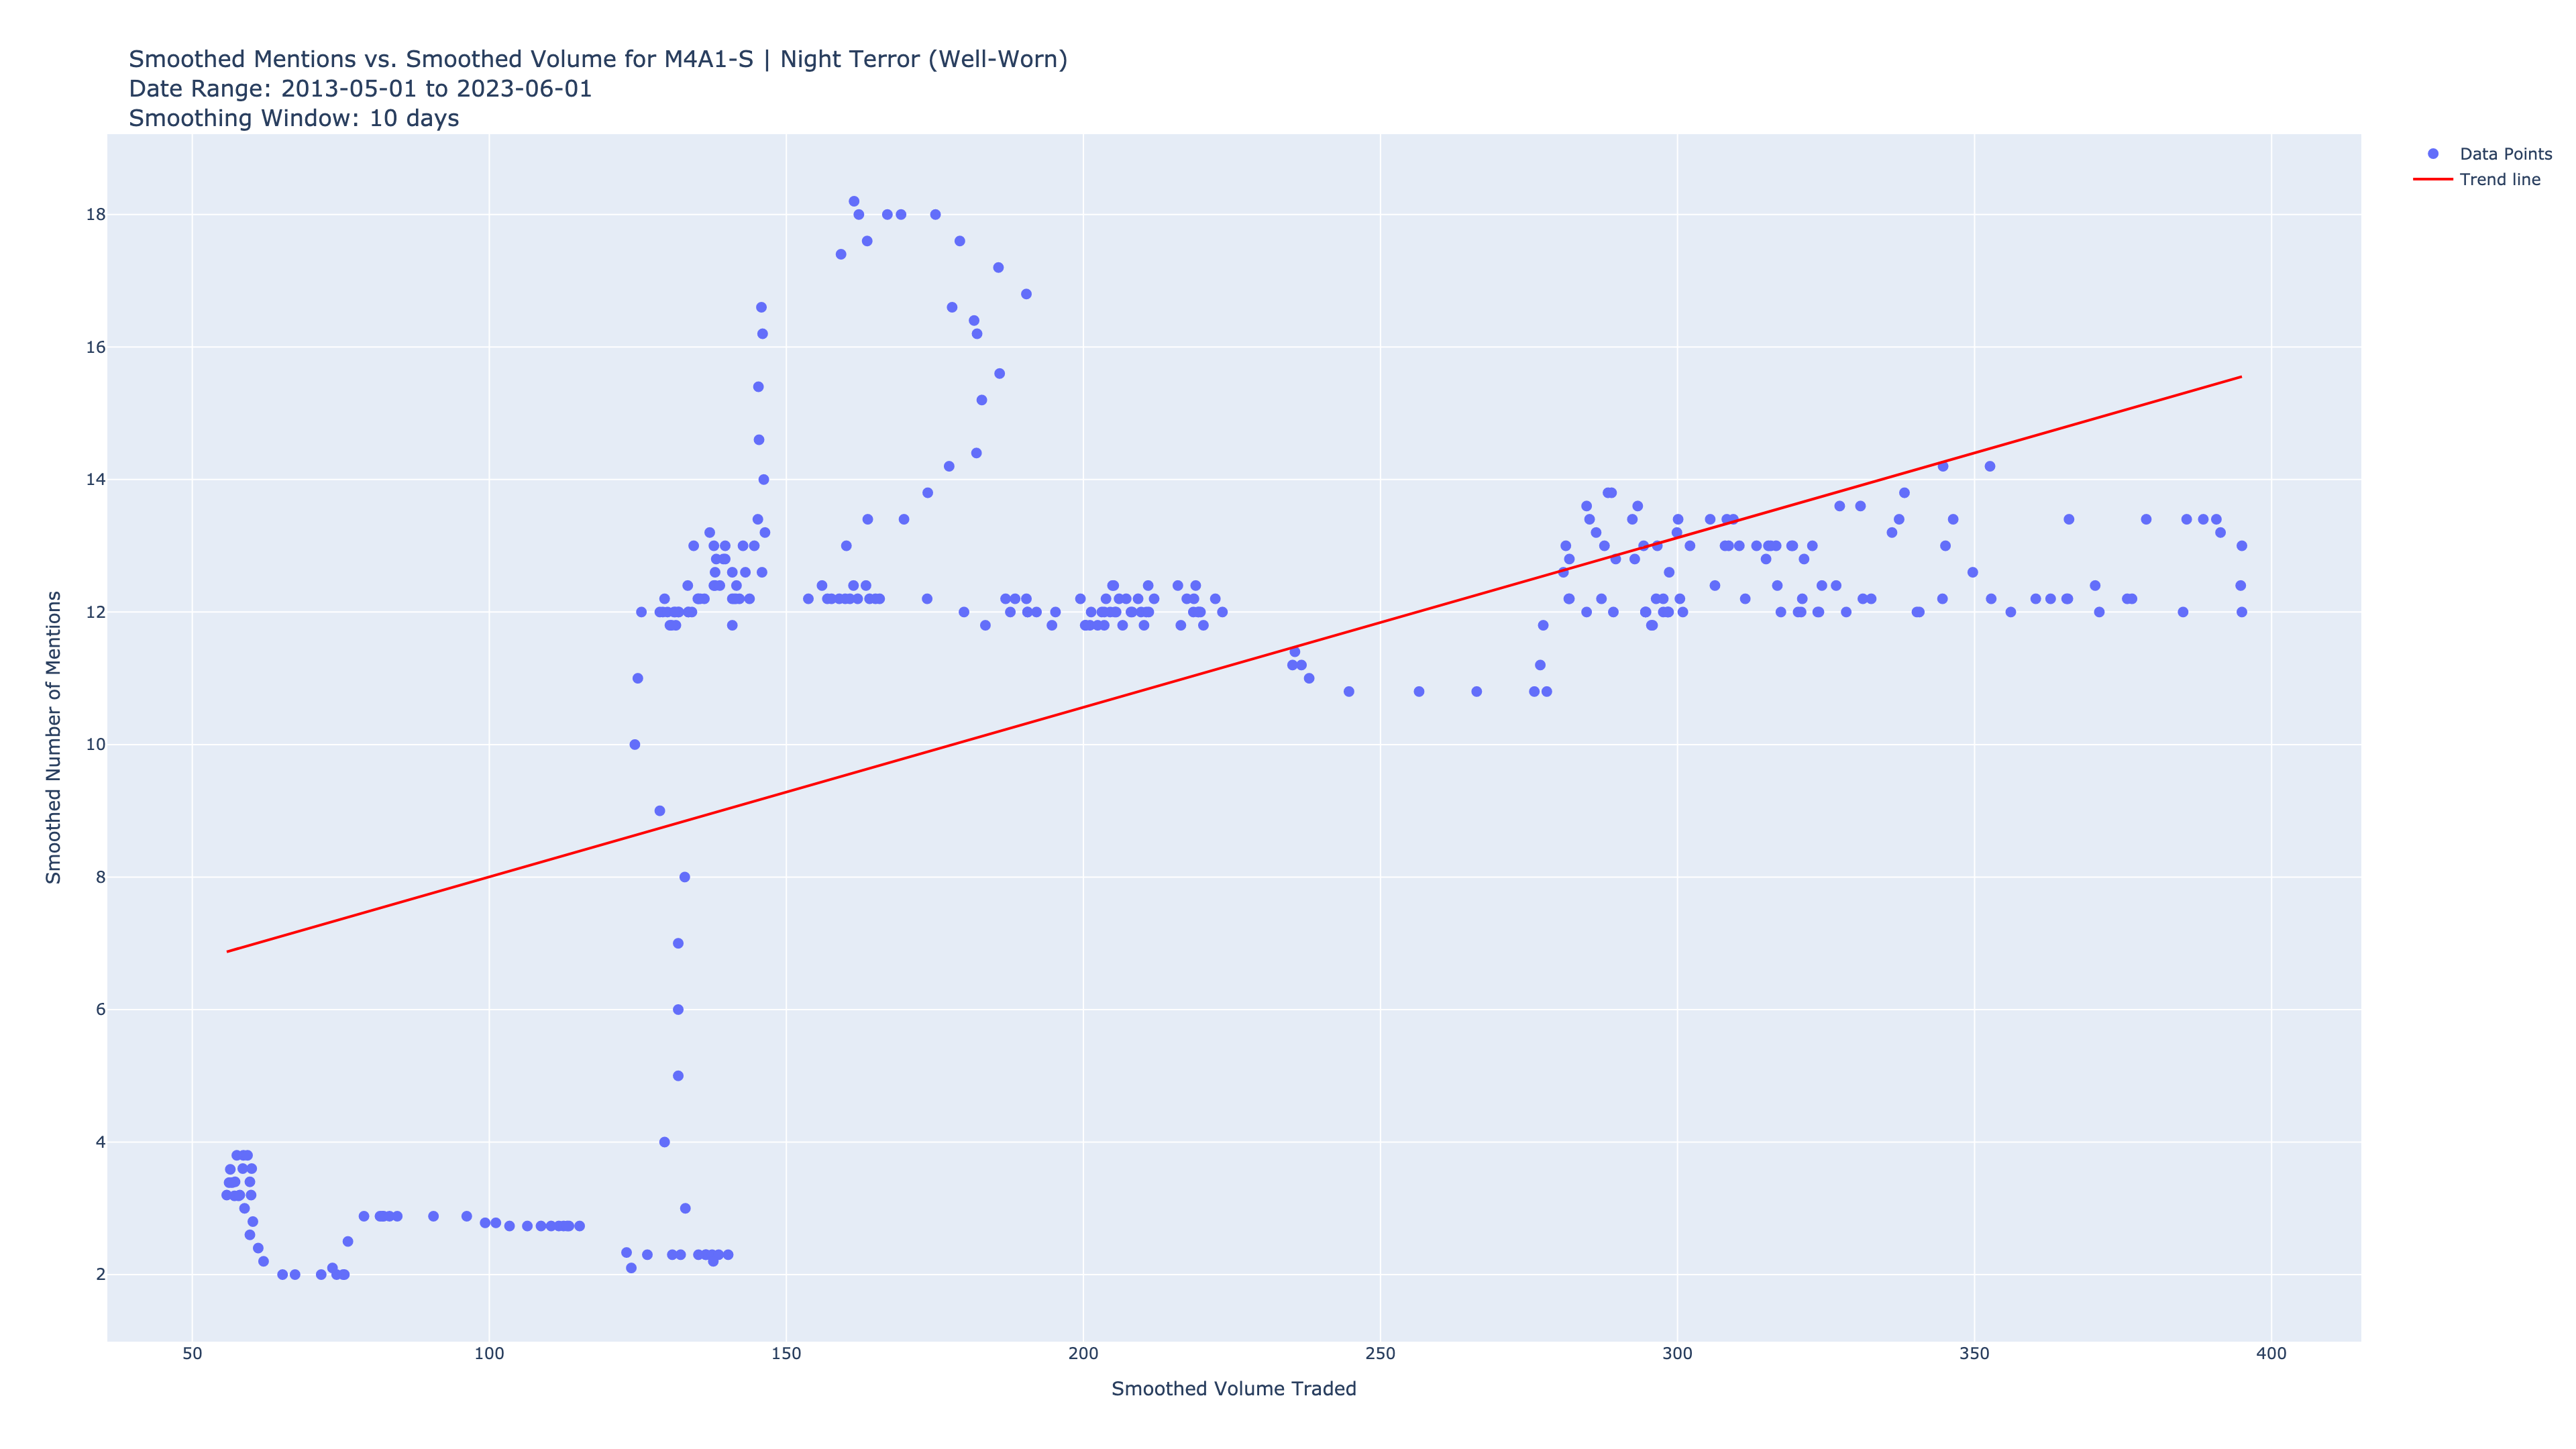 Smoothed Mentions vs. Smoothed Volume for M4A1-S | Night Terror (Well-Worn)
Date Range: 2013-05-01 to 2023-06-01
Smoothing Window: 10 days
Data Points
Trend line
Smoothed Number of Mentions
18
16
14
12
10
8
6
4
2
50 100 150 200 250 300 350 400
Smoothed Volume Traded